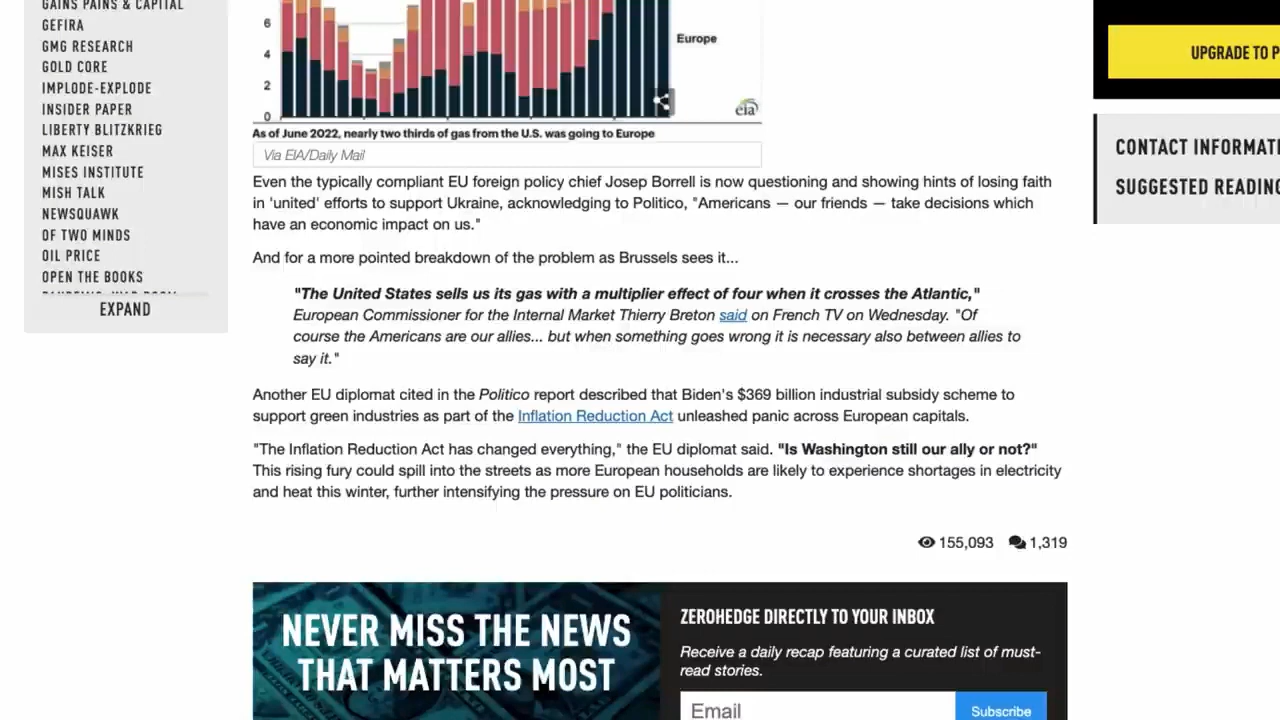 GAINS PAINS & CAPITAL
GEFIRA
GMG RESEARCH
GOLD CORE
IMPLODE-EXPLODE
INSIDER PAPER
LIBERTY BLITZKRIEG
MAX KEISER
MISES INSTITUTE
MISH TALK
NEWSQUAWK
OF TWO MINDS
OIL PRICE
OPEN THE BOOKS
EXPAND
6
4
2
0
Europe
eia
As of June 2022, nearly two thirds of gas from the U.S. was going to Europe
Via EIA/Daily Mail
Even the typically compliant EU foreign policy chief Josep Borrell is now questioning and showing hints of losing faith
in 'united' efforts to support Ukraine, acknowledging to Politico, "Americans — our friends — take decisions which
have an economic impact on us."
And for a more pointed breakdown of the problem as Brussels sees it...
"The United States sells us its gas with a multiplier effect of four when it crosses the Atlantic,"
European Commissioner for the Internal Market Thierry Breton said on French TV on Wednesday. "Of
course the Americans are our allies... but when something goes wrong it is necessary also between allies to
say it."
Another EU diplomat cited in the Politico report described that Biden's $369 billion industrial subsidy scheme to
support green industries as part of the Inflation Reduction Act unleashed panic across European capitals.
"The Inflation Reduction Act has changed everything," the EU diplomat said. "Is Washington still our ally or not?"
This rising fury could spill into the streets as more European households are likely to experience shortages in electricity
and heat this winter, further intensifying the pressure on EU politicians.
155,093 1,319
NEVER MISS THE NEWS
THAT MATTERS MOST
ZEROHEDGE DIRECTLY TO YOUR INBOX
Receive a daily recap featuring a curated list of must-
read stories.
Email
Subscribe
UPGRADE TO P
CONTACT INFORMATI
SUGGESTED READING